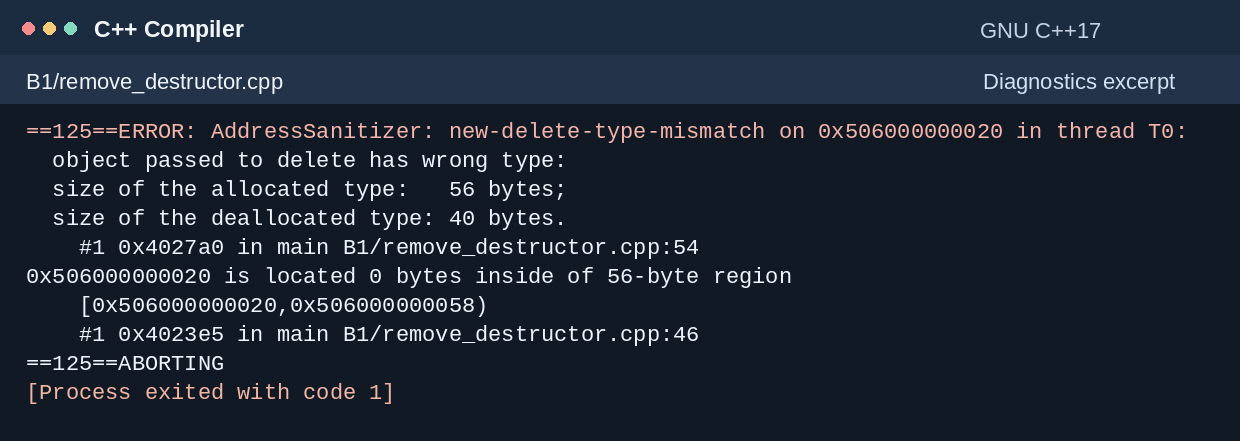 C++ Compiler
GNU C++17
B1/remove_destructor.cpp
Diagnostics excerpt
==125==ERROR: AddressSanitizer: new-delete-type-mismatch on 0x506000000020 in thread T0:
  object passed to delete has wrong type:
  size of the allocated type:   56 bytes;
  size of the deallocated type: 40 bytes.
    #1 0x4027a0 in main B1/remove_destructor.cpp:54
0x506000000020 is located 0 bytes inside of 56-byte region
    [0x506000000020,0x506000000058)
    #1 0x4023e5 in main B1/remove_destructor.cpp:46
==125==ABORTING
[Process exited with code 1]